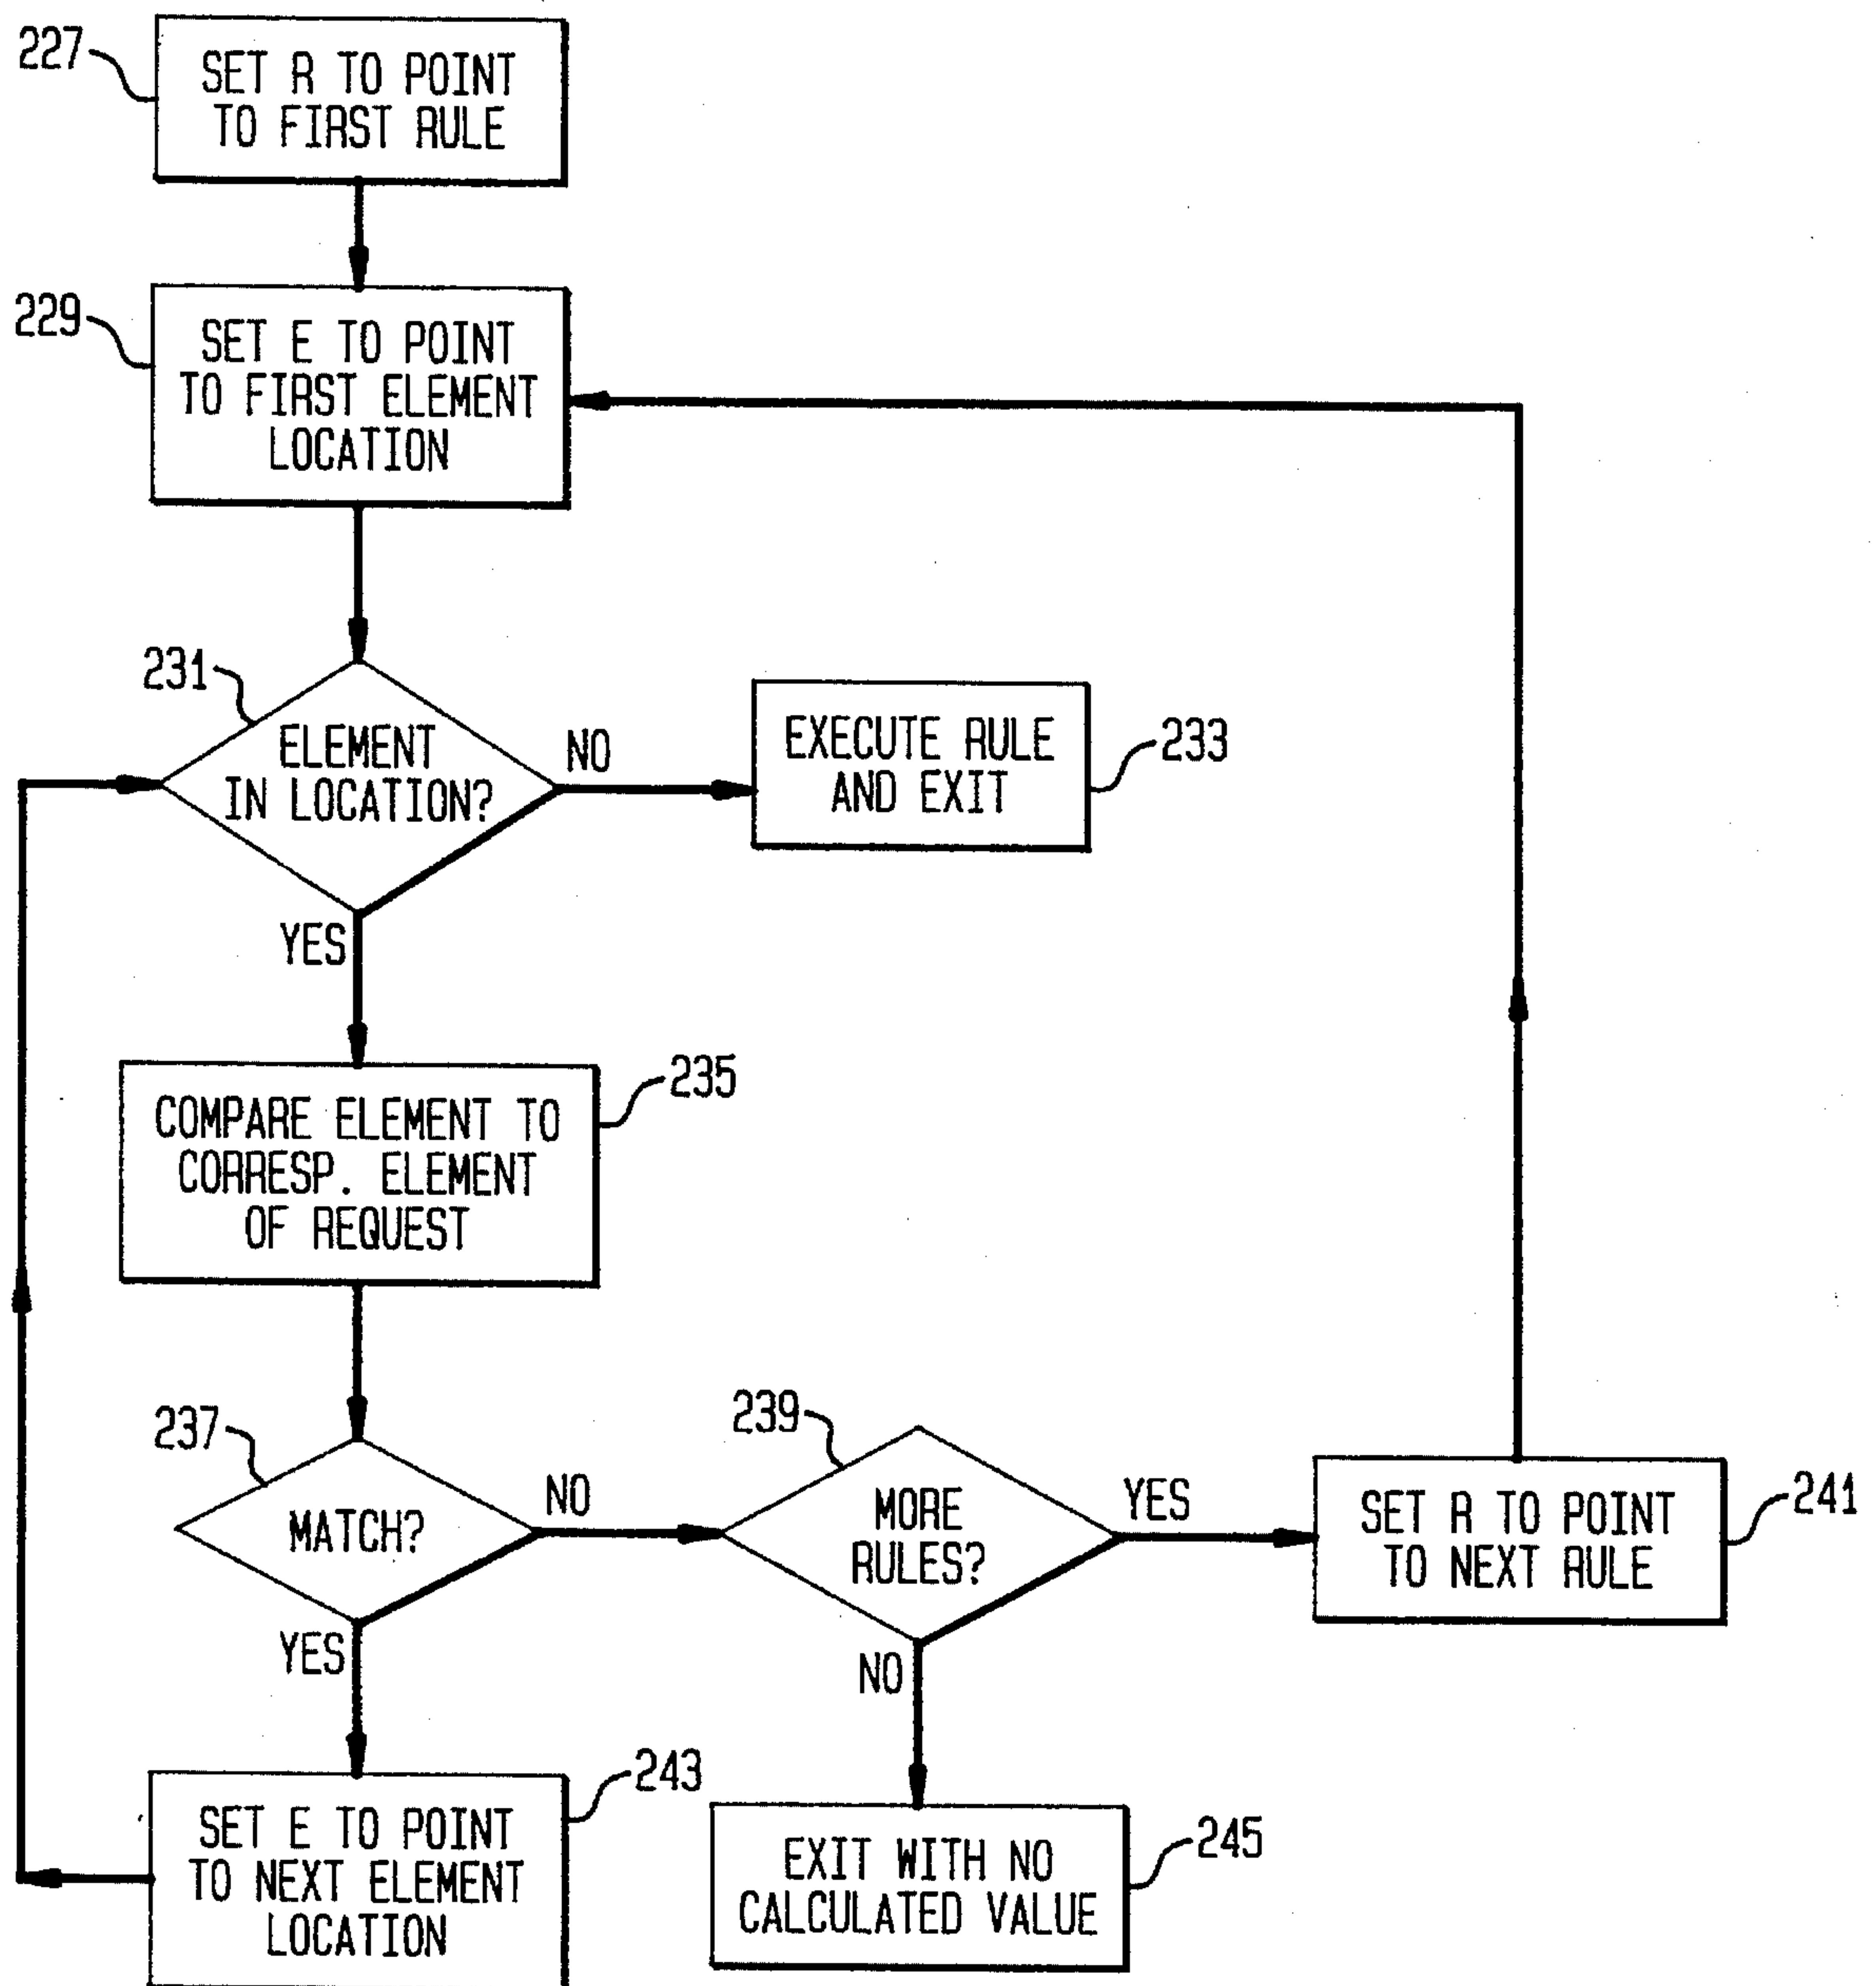 227
SET R TO POINT
TO FIRST RULE
229
SET E TO POINT
TO FIRST ELEMENT
LOCATION
231
ELEMENT
IN LOCATION?
NO
EXECUTE RULE
AND EXIT
233
YES
235
COMPARE ELEMENT TO
CORRESP. ELEMENT
OF REQUEST
237
MATCH?
NO
239
MORE
RULES?
YES
SET R TO POINT
TO NEXT RULE
241
YES
NO
243
SET E TO POINT
TO NEXT ELEMENT
LOCATION
EXIT WITH NO
CALCULATED VALUE
245